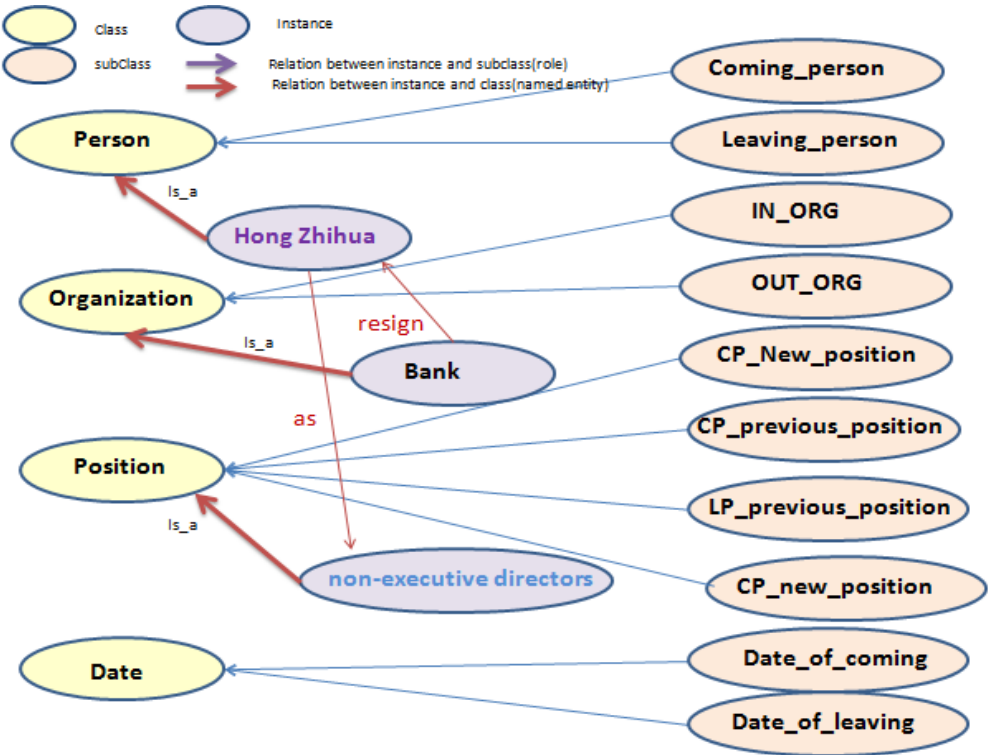 Class
Instance
subClass
Relation between instance and subclass(role)
Relation between instance and class(named entity)
Coming_person
Person
Leaving_person
Is_a
IN_ORG
Hong Zhihua
Organization
OUT_ORG
resign
Is_a
CP_New_position
Bank
as
CP_previous_position
Position
LP_previous_position
Is_a
non-executive directors
CP_new_position
Date
Date_of_coming
Date_of_leaving